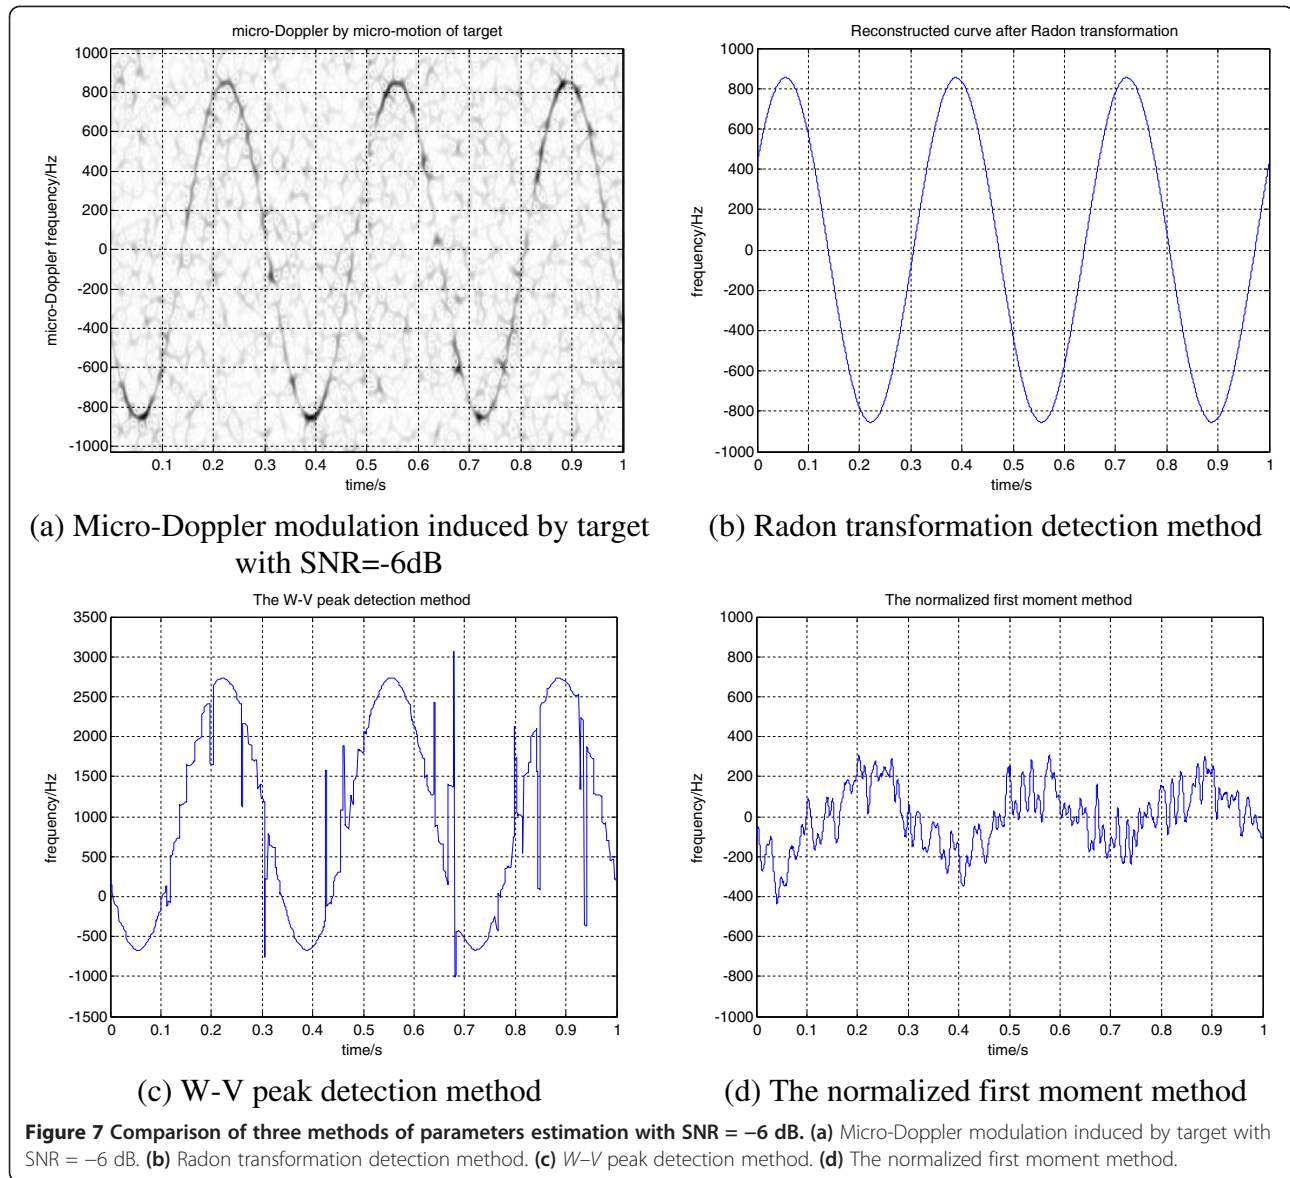 micro-Doppler by micro-motion of target
1000
800
600
400
200
0
-200
-400
-600
-800
-1000
micro-Doppler frequency/Hz
0.1 0.2 0.3 0.4 0.5 0.6 0.7 0.8 0.9 1
time/s
(a) Micro-Doppler modulation induced by target
with SNR=-6dB
Reconstructed curve after Radon transformation
1000
800
600
400
200
0
-200
-400
-600
-800
-1000
frequency/Hz
0 0.1 0.2 0.3 0.4 0.5 0.6 0.7 0.8 0.9 1
time/s
(b) Radon transformation detection method
The W-V peak detection method
3500
3000
2500
2000
1500
1000
500
0
-500
-1000
-1500
frequency/Hz
0 0.1 0.2 0.3 0.4 0.5 0.6 0.7 0.8 0.9 1
time/s
(c) W-V peak detection method
The normalized first moment method
1000
800
600
400
200
0
-200
-400
-600
-800
-1000
frequency/Hz
0 0.1 0.2 0.3 0.4 0.5 0.6 0.7 0.8 0.9 1
time/s
(d) The normalized first moment method
Figure 7 Comparison of three methods of parameters estimation with SNR = −6 dB. (a) Micro-Doppler modulation induced by target with
SNR = −6 dB. (b) Radon transformation detection method. (c) W–V peak detection method. (d) The normalized first moment method.